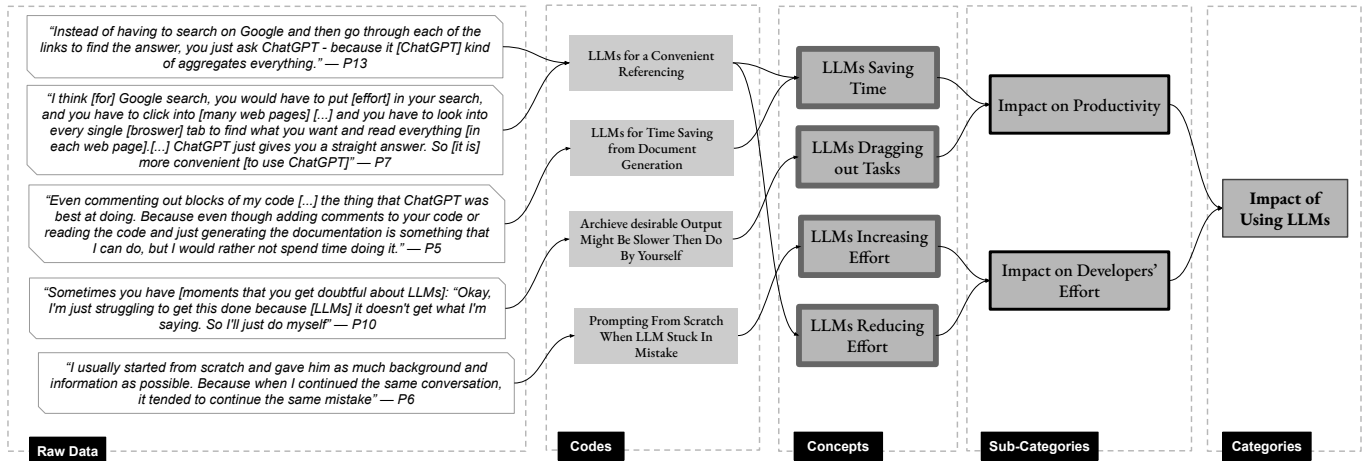 “Instead of having to search on Google and then go through each of the
links to find the answer, you just ask ChatGPT - because it [ChatGPT] kind
of aggregates everything.” — P13
“I think [for] Google search, you would have to put [effort] in your search,
and you have to click into [many web pages] [...] and you have to look into
every single [broswer] tab to find what you want and read everything [in
each web page].[...] ChatGPT just gives you a straight answer. So [it is]
more convenient [to use ChatGPT]” — P7
“Even commenting out blocks of my code [...] the thing that ChatGPT was
best at doing. Because even though adding comments to your code or
reading the code and just generating the documentation is something that
I can do, but I would rather not spend time doing it.” — P5
“Sometimes you have [moments that you get doubtful about LLMs]: “Okay,
I'm just struggling to get this done because [LLMs] it doesn't get what I'm
saying. So I'll just do myself” — P10
“I usually started from scratch and gave him as much background and
information as possible. Because when I continued the same conversation,
it tended to continue the same mistake” — P6
Raw Data
LLMs for a Convenient
Referencing
LLMs for Time Saving
from Document
Generation
Archieve desirable Output
Might Be Slower Then Do
By Yourself
Prompting From Scratch
When LLM Stuck In
Mistake
Codes
LLMs Saving
Time
LLMs Dragging
out Tasks
LLMs Increasing
Effort
LLMs Reducing
Effort
Concepts
Impact on Productivity
Impact on Developers’
Effort
Sub-Categories
Impact of
Using LLMs
Categories